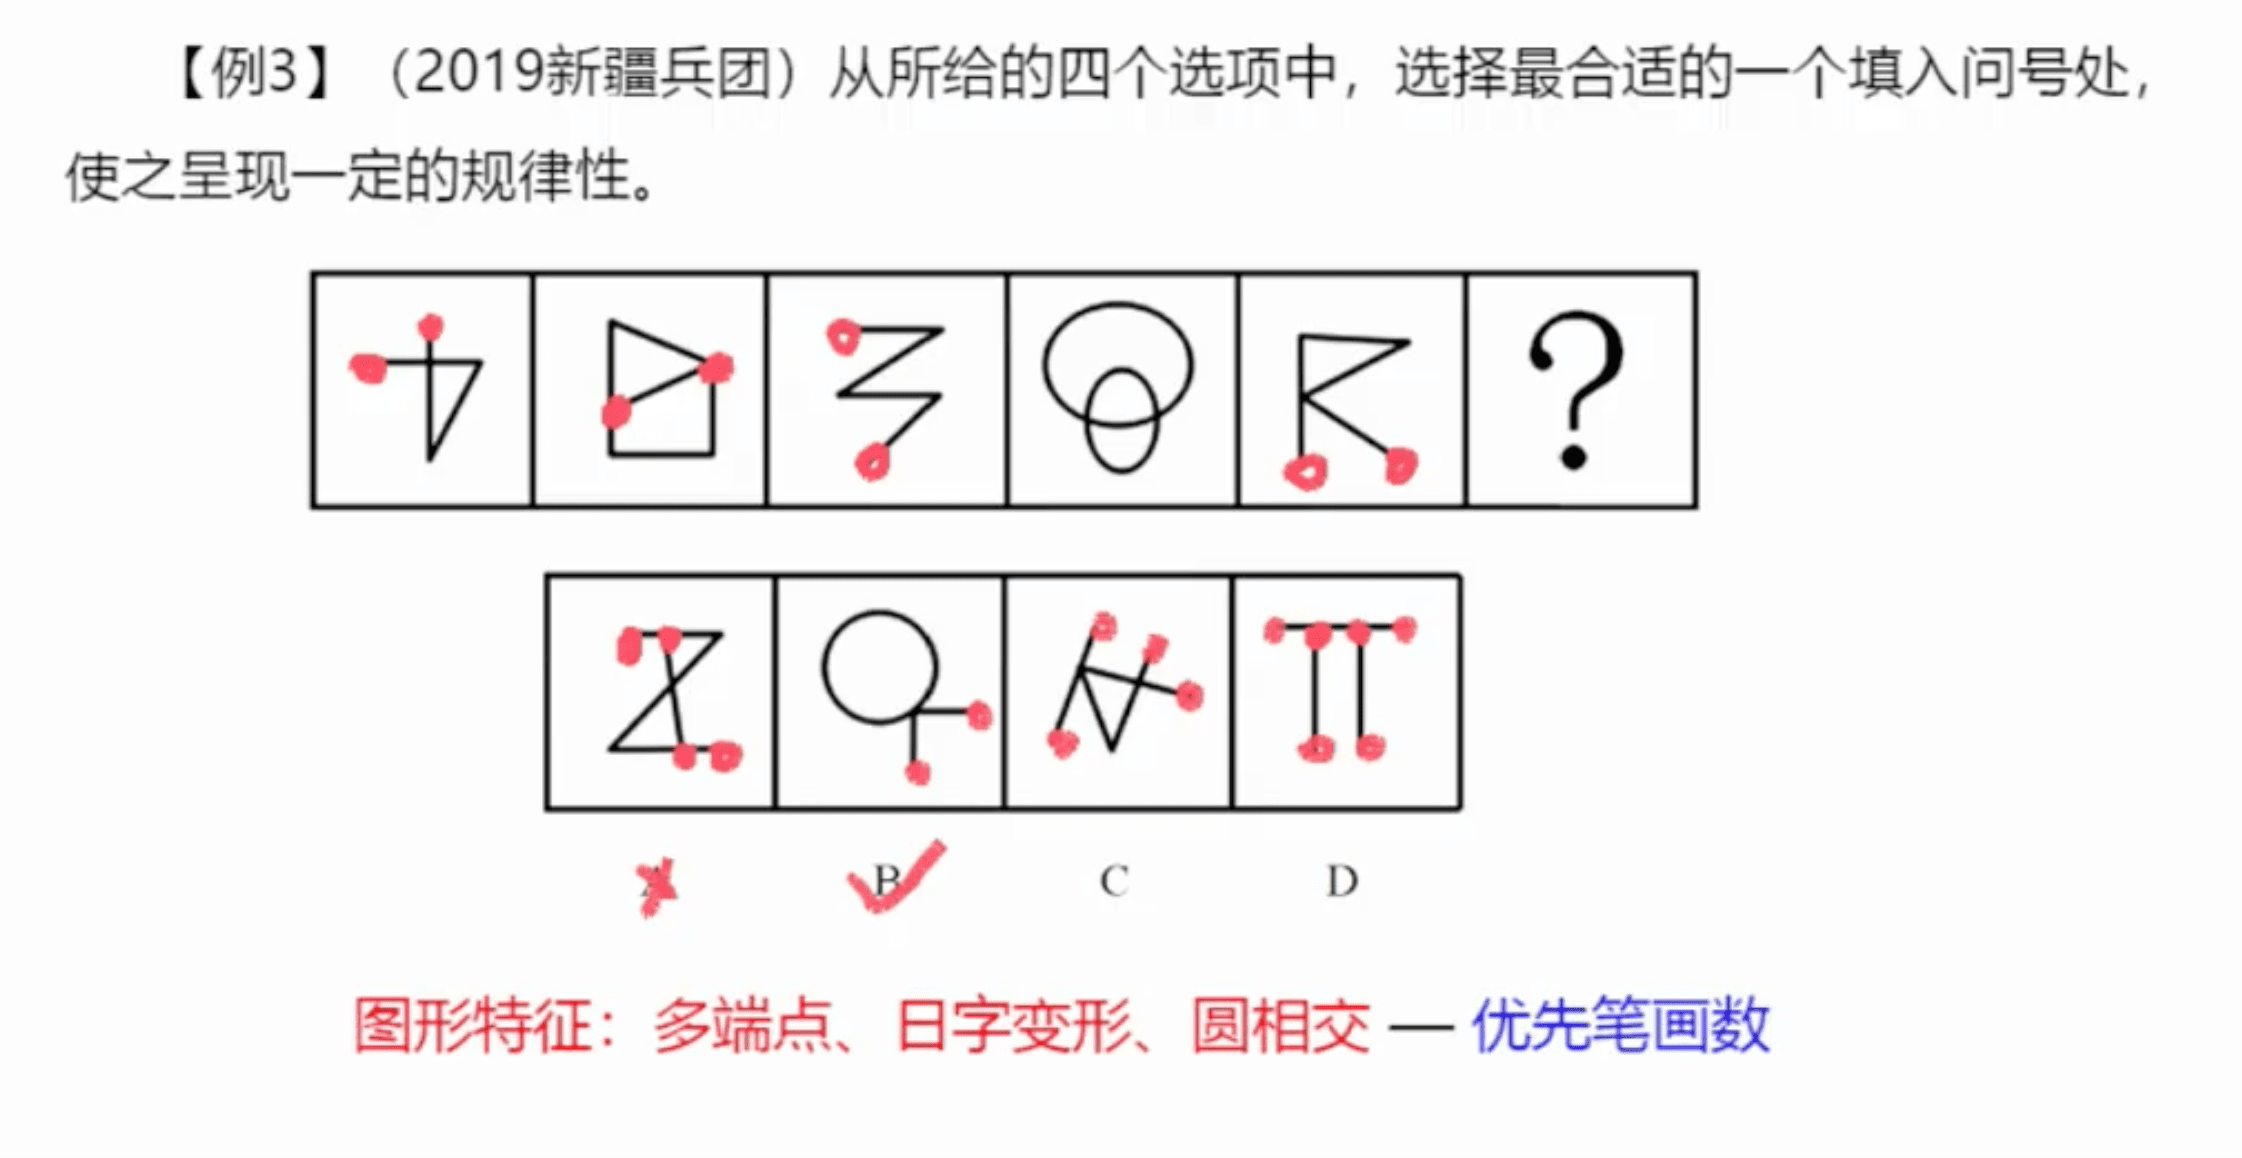 【例3】（2019新疆兵团）从所给的四个选项中，选择最合适的一个填入问号处，
使之呈现一定的规律性。
?
A B C D
图形特征：多端点、日字变形、圆相交 — 优先笔画数